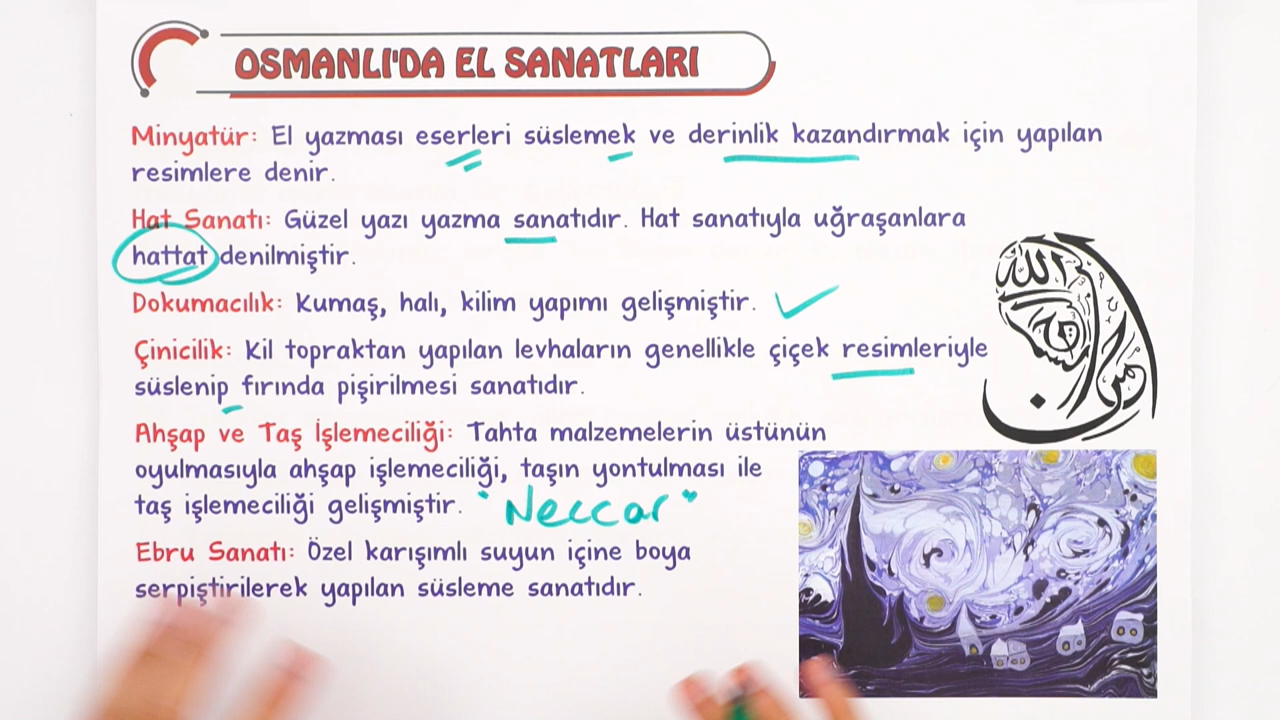 OSMANLI'DA EL SANATLARI
Minyatür: El yazması eserleri süslemek ve derinlik kazandırmak için yapılan
resimlere denir.
Hat Sanatı: Güzel yazı yazma sanatıdır. Hat sanatıyla uğraşanlara
hattat denilmiştir.
Dokumacılık: Kumaş, halı, kilim yapımı gelişmiştir.
Çinicilik: Kil topraktan yapılan levhaların genellikle çiçek resimleriyle
süslenip fırında pişirilmesi sanatıdır.
Ahşap ve Taş İşlemeciliği: Tahta malzemelerin üstünün
oyulmasıyla ahşap işlemeciliği, taşın yontulması ile
taş işlemeciliği gelişmiştir. "Neccar"
Ebru Sanatı: Özel karışımlı suyun içine boya
serpiştirilerek yapılan süsleme sanatıdır.